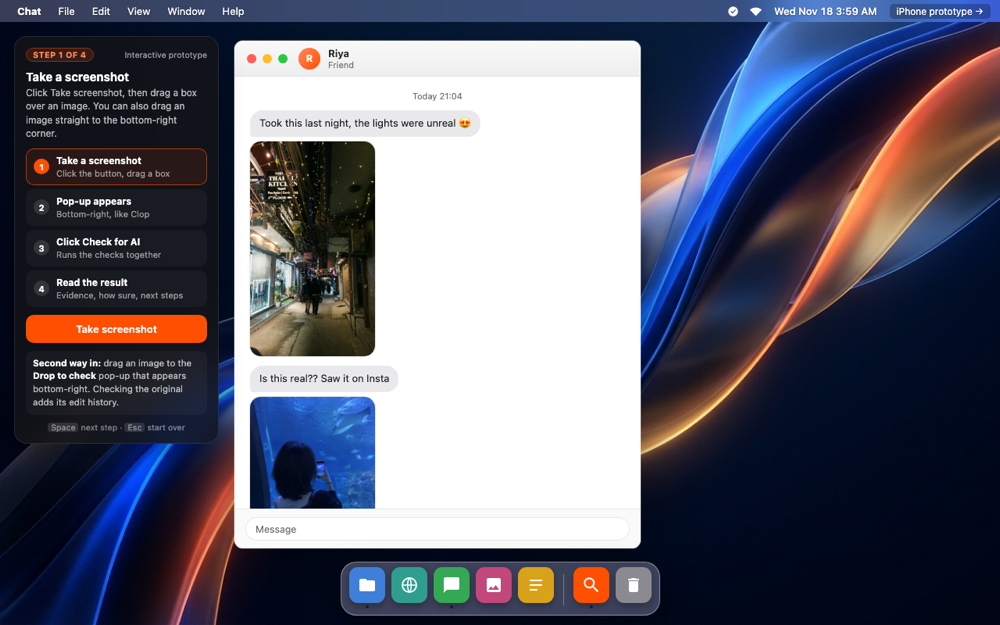 Chat File Edit View Window Help Wed Nov 18 3:59 AM iPhone prototype →
STEP 1 OF 4 Interactive prototype
Take a screenshot
Click Take screenshot, then drag a box
over an image. You can also drag an
image straight to the bottom-right
corner.
1 Take a screenshot
Click the button, drag a box
2 Pop-up appears
Bottom-right, like Clop
3 Click Check for AI
Runs the checks together
4 Read the result
Evidence, how sure, next steps
Take screenshot
Second way in: drag an image to the
Drop to check pop-up that appears
bottom-right. Checking the original
adds its edit history.
Space next step · Esc start over
R Riya
Friend
Today 21:04
Took this last night, the lights were unreal 😍
THAI
KITCHEN
Is this real?? Saw it on Insta
Message